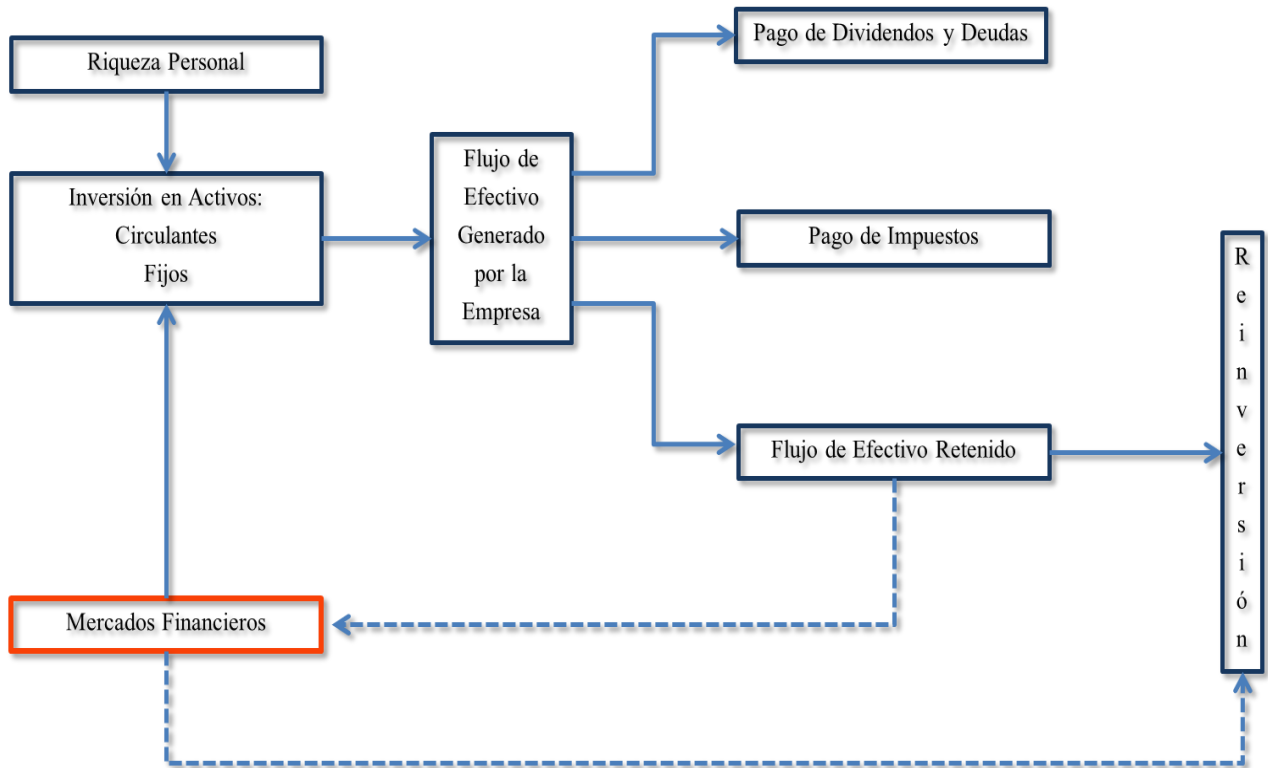 Pago de Dividendos y Deudas
Riqueza Personal
Inversión en Activos:
Circulantes
Fijos
Flujo de
Efectivo
Generado
por la
Empresa
Pago de Impuestos
Flujo de Efectivo Retenido
Mercados Financieros
R
e
i
n
v
e
r
s
i
ó
n